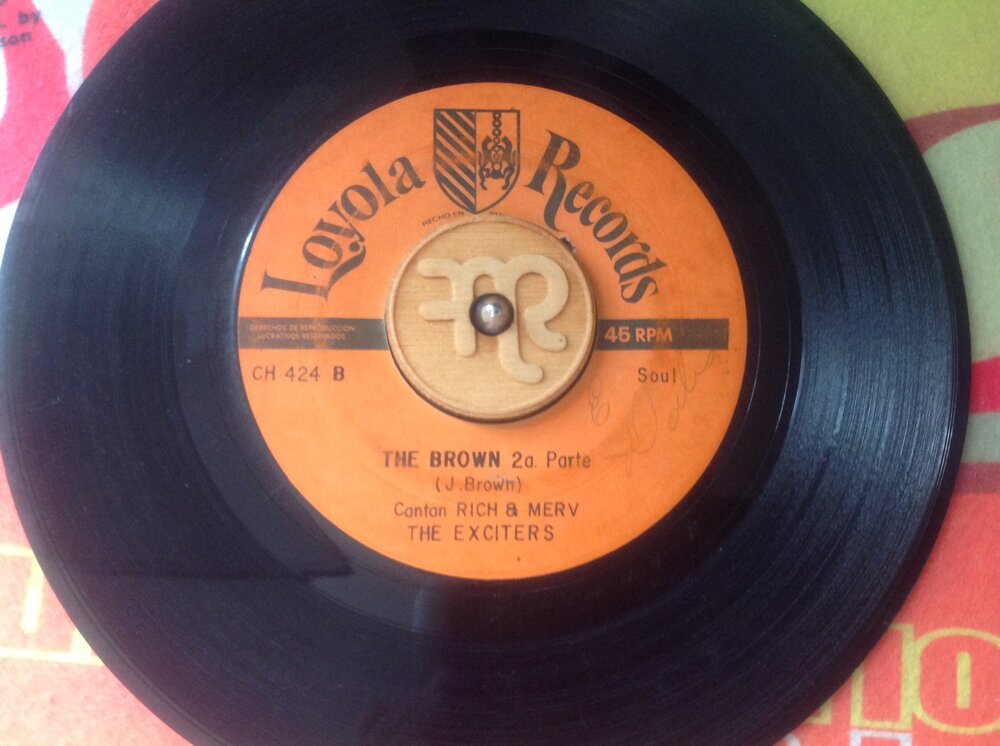 Loyola Records
HECHO EN
DERECHOS DE REPRODUCCION
LUCRATIVOS RESERVADOS
45 RPM
CH 424 B
Soul
THE BROWN 2a. Parte
(J.Brown)
Cantan RICH & MERV
THE EXCITERS